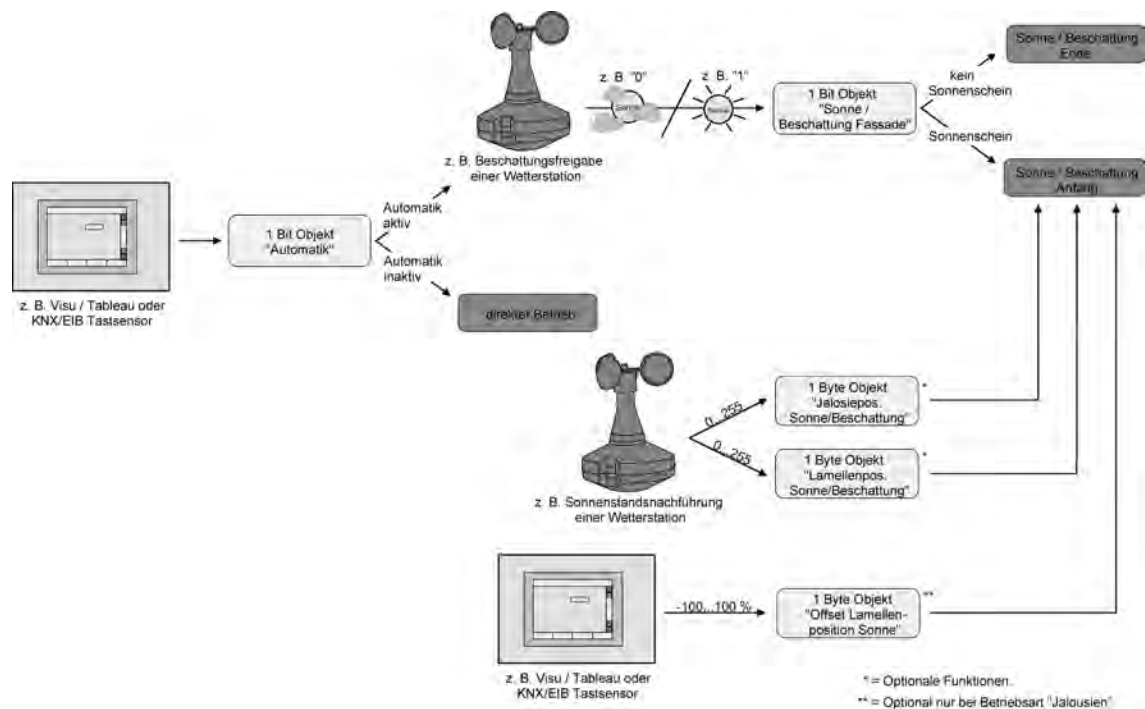 Sonne / Beschattung
Ende
z. B. "0"
z. B. "1"
Sonne
Sonne
kein
Sonnenschein
1 Bit Objekt
"Sonne /
Beschattung Fassade"
Sonnenschein
z. B. Beschattungsfreigabe
einer Wetterstation
Sonne / Beschattung
Anfang
Automatik
aktiv
1 Bit Objekt
"Automatik"
Automatik
inaktiv
z. B. Visu / Tableau oder
KNX/EIB Tastsensor
direkter Betrieb
0...255
1 Byte Objekt
"Jalosiepos.
Sonne/Beschattung"
*
0...255
1 Byte Objekt
"Lamellenpos.
Sonne/Beschattung"
*
z. B. Sonnenstandsnachführung
einer Wetterstation
-100...100 %
1 Byte Objekt
"Offset Lamellen-
position Sonne"
**
z. B. Visu / Tableau oder
KNX/EIB Tastsensor
* = Optionale Funktionen.
** = Optional nur bei Betriebsart "Jalousien"